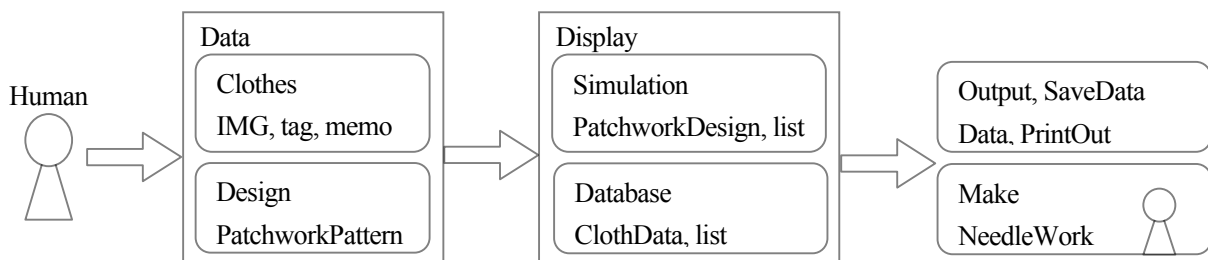 Human
Data
Clothes
IMG, tag, memo
Design
PatchworkPattern
Display
Simulation
PatchworkDesign, list
Database
ClothData, list
Output, SaveData
Data, PrintOut
Make
NeedleWork